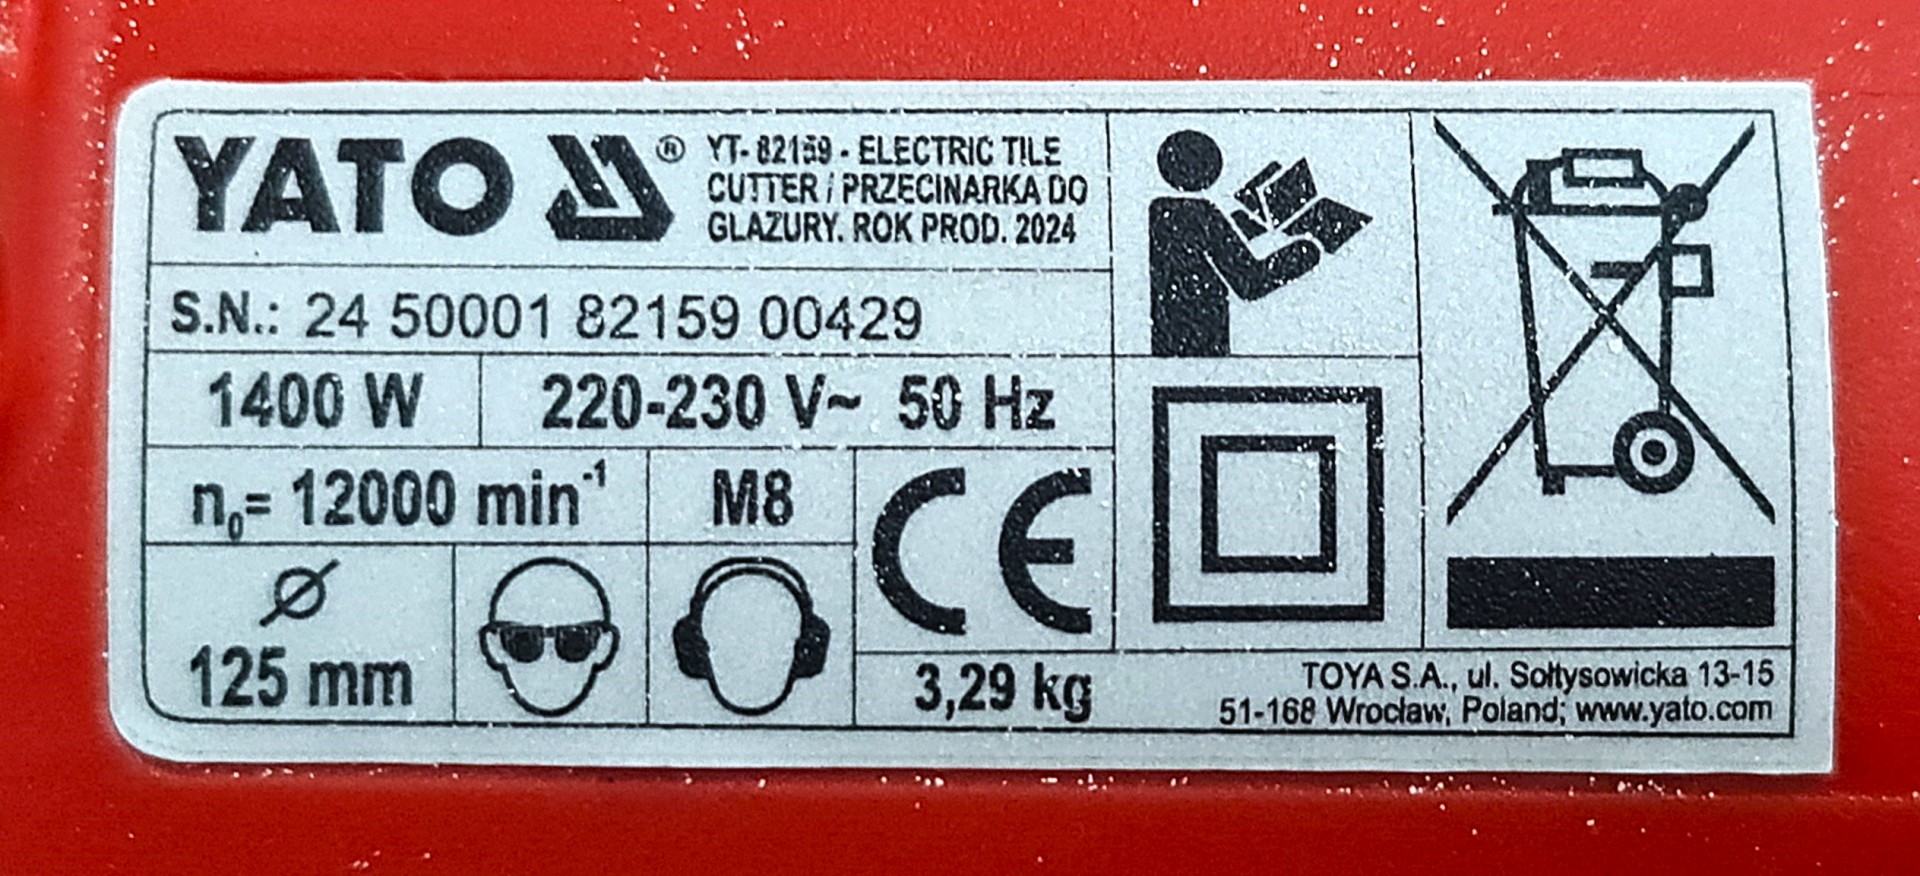 YATO ® YT-82159 - ELECTRIC TILE
CUTTER / PRZECINARKA DO
GLAZURY. ROK PROD. 2024
S.N.: 24 50001 82159 00429
1400 W 220-230 V~ 50 Hz
n₀= 12000 min⁻¹ M8
CE
Ø
125 mm
3,29 kg
TOYA S.A., ul. Sołtysowicka 13-15
51-168 Wrocław, Poland; www.yato.com